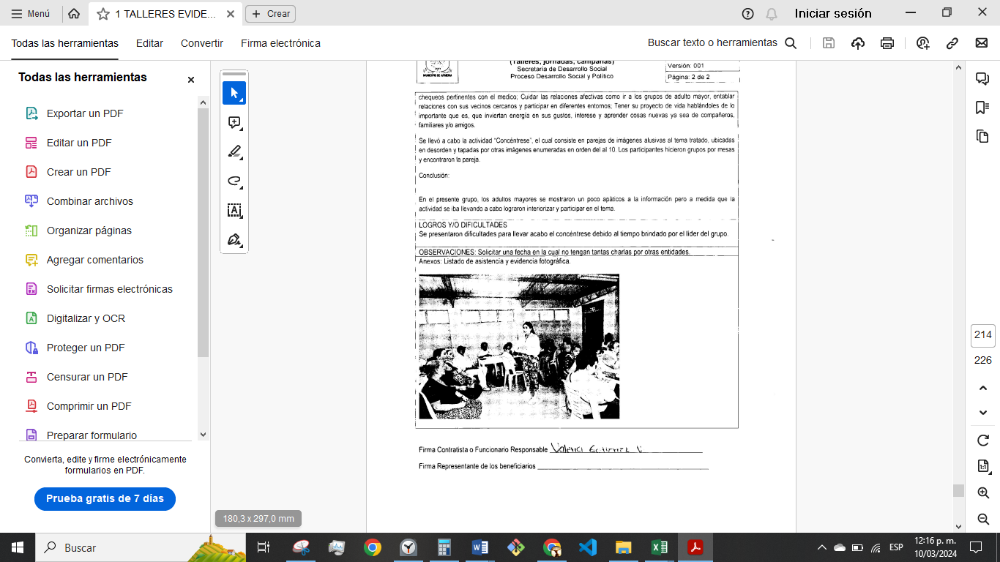 Menú
1 TALLERES EVIDE...
Crear
Iniciar sesión
Todas las herramientas
Editar
Convertir
Firma electrónica
Buscar texto o herramientas
Todas las herramientas
Exportar un PDF
Editar un PDF
Crear un PDF
Combinar archivos
Organizar páginas
Agregar comentarios
Solicitar firmas electrónicas
Digitalizar y OCR
Proteger un PDF
Censurar un PDF
Comprimir un PDF
Preparar formulario
Convierta, edite y firme electrónicamente
formularios en PDF.
Prueba gratis de 7 días
MUNICIPIO DE ARMENIA
(Talleres, jornadas, campañas)
Secretaría de Desarrollo Social
Proceso Desarrollo Social y Político
Versión: 001
Página: 2 de 2
chequeos pertinentes con el medico; Cuidar las relaciones afectivas como ir a los grupos de adulto mayor, entablar
relaciones con sus vecinos cercanos y participar en diferentes entornos; Tener su proyecto de vida hablándoles de lo
importante que es, que inviertan energía en sus gustos, interese y aprender cosas nuevas ya sea de compañeros,
familiares y/o amigos.
Se llevó a cabo la actividad "Concéntrese", el cual consiste en parejas de imágenes alusivas al tema tratado, ubicadas
en desorden y tapadas por otras imágenes enumeradas en orden del al 10. Los participantes hicieron grupos por mesas
y encontraron la pareja.
Conclusión:
En el presente grupo, los adultos mayores se mostraron un poco apáticos a la información pero a medida que la
actividad se iba llevando a cabo lograron interiorizar y participar en el tema.
LOGROS Y/O DIFICULTADES
Se presentaron dificultades para llevar acabo el concéntrese debido al tiempo brindado por el líder del grupo.
OBSERVACIONES: Solicitar una fecha en la cual no tengan tantas charlas por otras entidades.
Anexos: Listado de asistencia y evidencia fotográfica.
Firma Contratista o Funcionario Responsable
Firma Representante de los beneficiarios
180,3 x 297,0 mm
214
226
Buscar
ESP
12:16 p. m.
10/03/2024